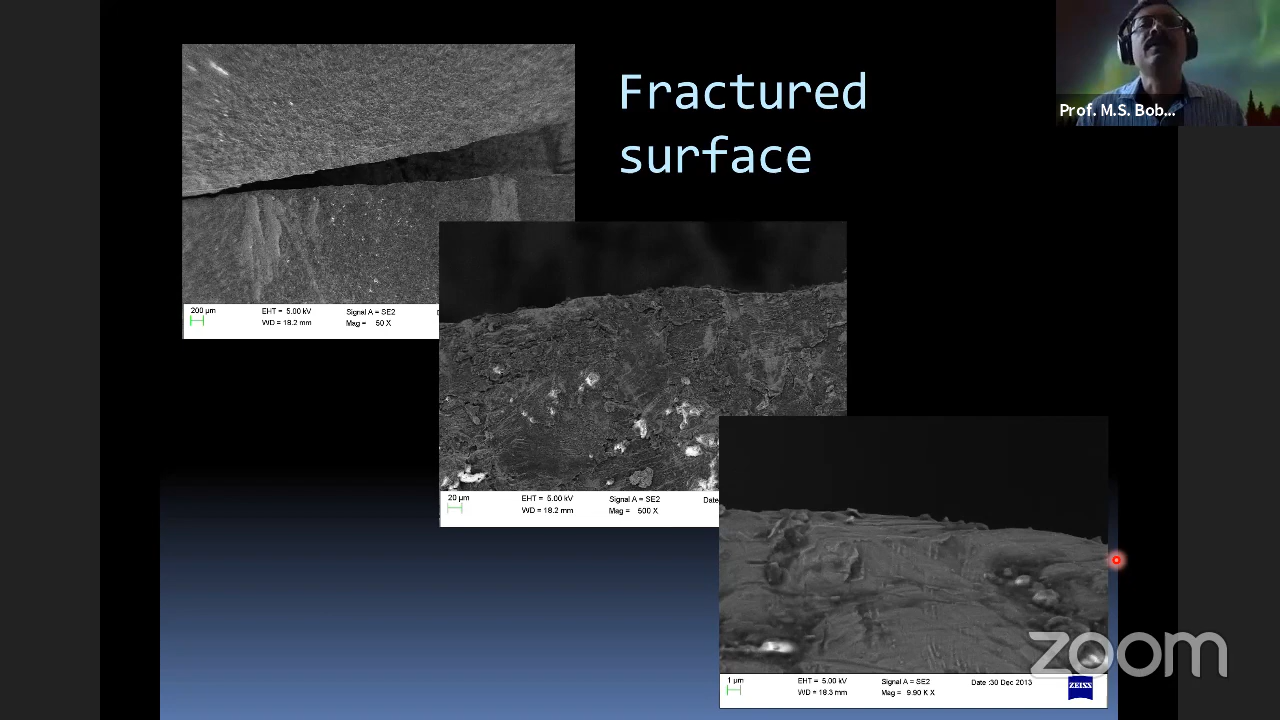 Fractured
surface
Prof. M.S. Bob...
200 µm
EHT = 5.00 kV
Signal A = SE2
WD = 18.2 mm
Mag = 50 X
20 µm
EHT = 5.00 kV
Signal A = SE2
Date
WD = 18.2 mm
Mag = 500 X
1 µm
EHT = 5.00 kV
Signal A = SE2
Date :30 Dec 2013
WD = 18.3 mm
Mag = 9.90 K X
ZEISS
zoom